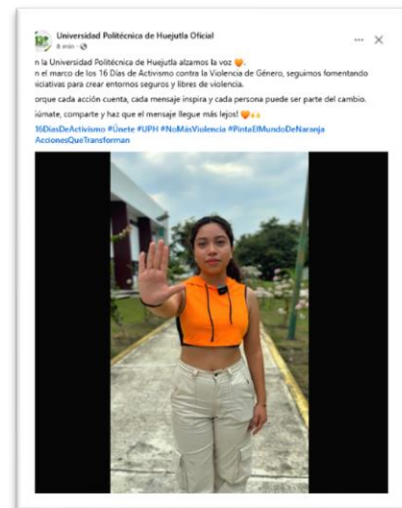 Universidad Politécnica de Huejutla Oficial
8 min ·
n la Universidad Politécnica de Huejutla alzamos la voz 🧡.
n el marco de los 16 Días de Activismo contra la Violencia de Género, seguimos fomentando
niciativas para crear entornos seguros y libres de violencia.
orque cada acción cuenta, cada mensaje inspira y cada persona puede ser parte del cambio.
úmate, comparte y haz que el mensaje llegue más lejos! 🧡🙌
16DíasDeActivismo #Únete #UPH #NoMásViolencia #PintaElMundoDeNaranja
AccionesQueTransforman